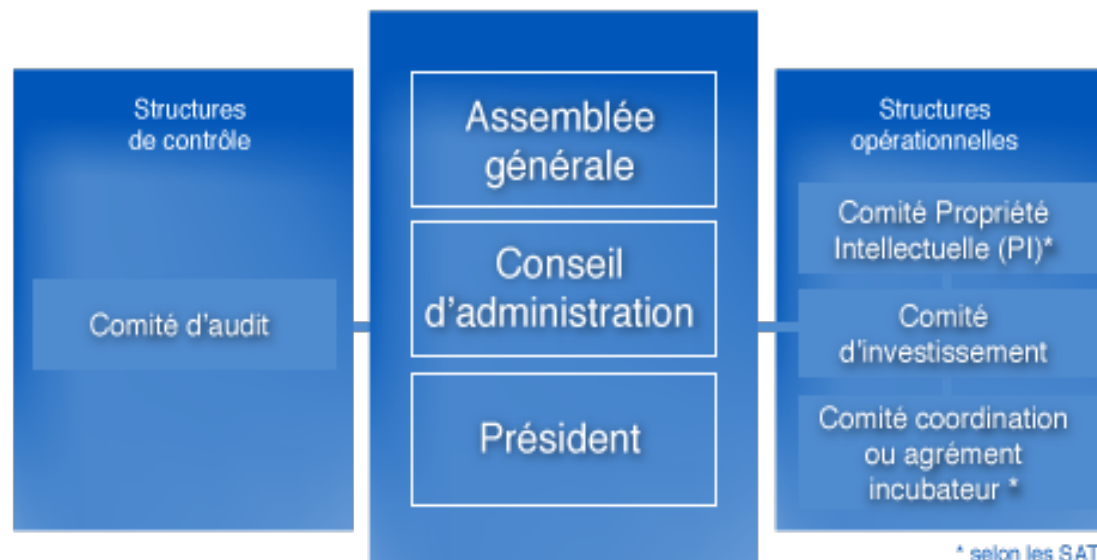 Structures
de contrôle
Comité d'audit
Assemblée
générale
Conseil
d'administration
Président
Structures
opérationnelles
Comité Propriété
Intellectuelle (PI)*
Comité
d'investissement
Comité coordination
ou agrément
incubateur *
* selon les SAT